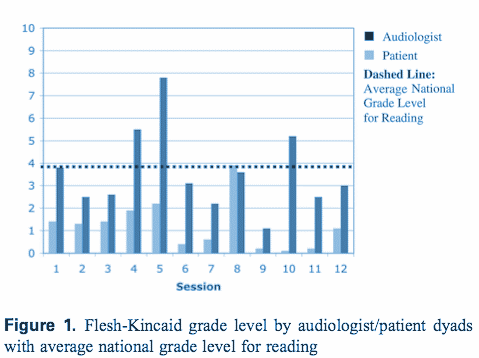 10
9
8
7
6
5
4
3
2
1
0
1 2 3 4 5 6 7 8 9 10 11 12
Session
Audiologist
Patient
Dashed Line:
Average National
Grade Level
for Reading
Figure 1. Flesh-Kincaid grade level by audiologist/patient dyads
with average national grade level for reading